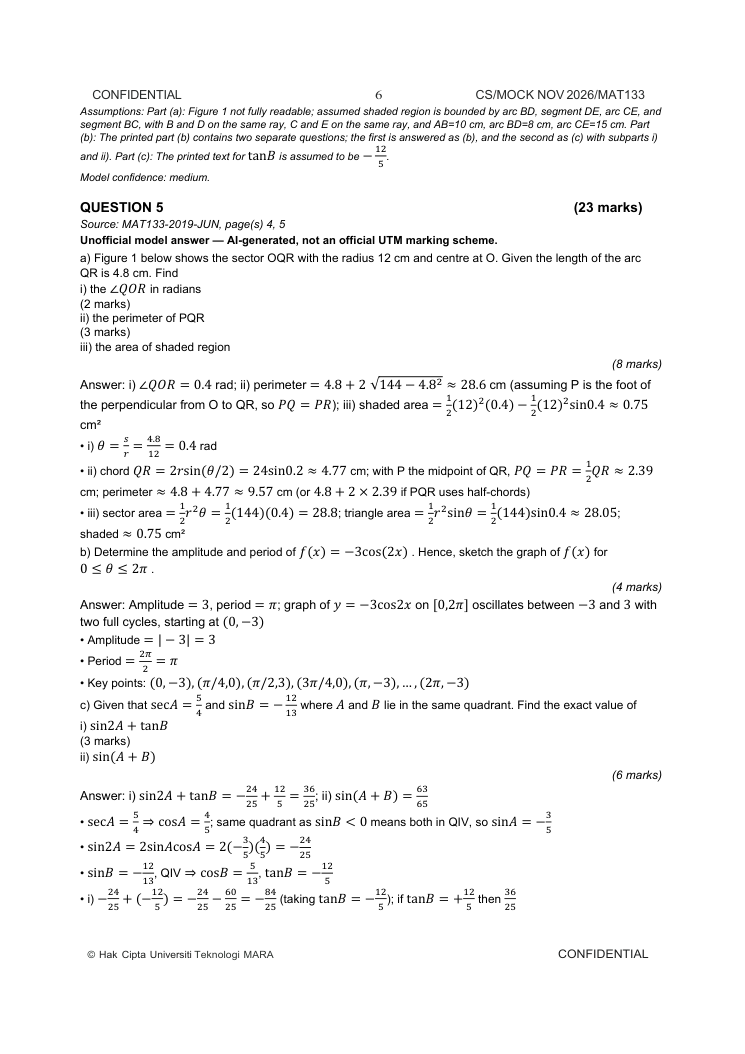 CONFIDENTIAL 6 CS/MOCK NOV 2026/MAT133
Assumptions: Part (a): Figure 1 not fully readable; assumed shaded region is bounded by arc BD, segment DE, arc CE, and
segment BC, with B and D on the same ray, C and E on the same ray, and AB=10 cm, arc BD=8 cm, arc CE=15 cm. Part
(b): The printed part (b) contains two separate questions; the first is answered as (b), and the second as (c) with subparts i)
and ii). Part (c): The printed text for tanB is assumed to be −12/5.
Model confidence: medium.
QUESTION 5 (23 marks)
Source: MAT133-2019-JUN, page(s) 4, 5
Unofficial model answer — AI-generated, not an official UTM marking scheme.
a) Figure 1 below shows the sector OQR with the radius 12 cm and centre at O. Given the length of the arc
QR is 4.8 cm. Find
i) the ∠QOR in radians
(2 marks)
ii) the perimeter of PQR
(3 marks)
iii) the area of shaded region
(8 marks)
Answer: i) ∠QOR = 0.4 rad; ii) perimeter = 4.8 + 2 √(144 − 4.8²) ≈ 28.6 cm (assuming P is the foot of
the perpendicular from O to QR, so PQ = PR); iii) shaded area = 1/2(12)²(0.4) − 1/2(12)²sin0.4 ≈ 0.75
cm²
• i) θ = s/r = 4.8/12 = 0.4 rad
• ii) chord QR = 2rsin(θ/2) = 24sin0.2 ≈ 4.77 cm; with P the midpoint of QR, PQ = PR = 1/2QR ≈ 2.39
cm; perimeter ≈ 4.8 + 4.77 ≈ 9.57 cm (or 4.8 + 2 × 2.39 if PQR uses half-chords)
• iii) sector area = 1/2r²θ = 1/2(144)(0.4) = 28.8; triangle area = 1/2r²sinθ = 1/2(144)sin0.4 ≈ 28.05;
shaded ≈ 0.75 cm²
b) Determine the amplitude and period of f(x) = −3cos(2x) . Hence, sketch the graph of f(x) for
0 ≤ θ ≤ 2π .
(4 marks)
Answer: Amplitude = 3, period = π; graph of y = −3cos2x on [0,2π] oscillates between −3 and 3 with
two full cycles, starting at (0, −3)
• Amplitude = | − 3| = 3
• Period = 2π/2 = π
• Key points: (0, −3), (π/4,0), (π/2,3), (3π/4,0), (π, −3), … , (2π, −3)
c) Given that secA = 5/4 and sinB = −12/13 where A and B lie in the same quadrant. Find the exact value of
i) sin2A + tanB
(3 marks)
ii) sin(A + B)
(6 marks)
Answer: i) sin2A + tanB = −24/25 + 12/5 = 36/25; ii) sin(A + B) = 63/65
• secA = 5/4 ⇒ cosA = 4/5; same quadrant as sinB < 0 means both in QIV, so sinA = −3/5
• sin2A = 2sinAcosA = 2(−3/5)(4/5) = −24/25
• sinB = −12/13, QIV ⇒ cosB = 5/13, tanB = −12/5
• i) −24/25 + (−12/5) = −24/25 − 60/25 = −84/25 (taking tanB = −12/5); if tanB = +12/5 then 36/25
© Hak Cipta Universiti Teknologi MARA CONFIDENTIAL